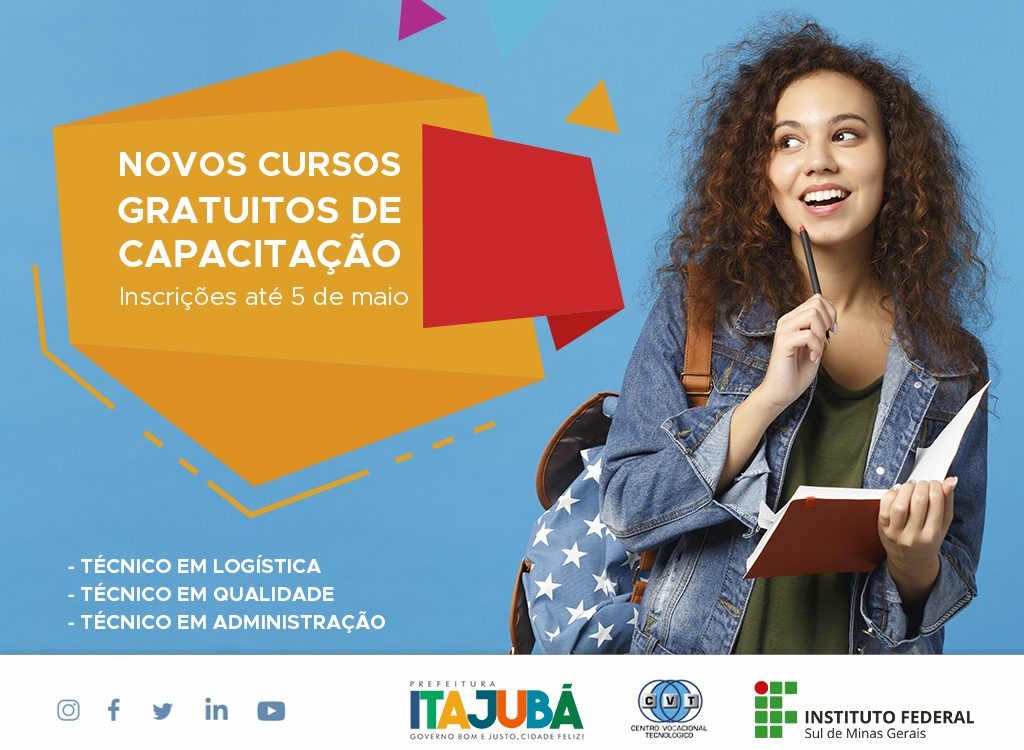 NOVOS CURSOS
GRATUITOS DE
CAPACITAÇÃO
Inscrições até 5 de maio
- TÉCNICO EM LOGÍSTICA
- TÉCNICO EM QUALIDADE
- TÉCNICO EM ADMINISTRAÇÃO
PREFEITURA
ITAJUBÁ
GOVERNO BOM E JUSTO, CIDADE FELIZ!
CVT
CENTRO VOCACIONAL
TECNOLÓGICO
INSTITUTO FEDERAL
Sul de Minas Gerais